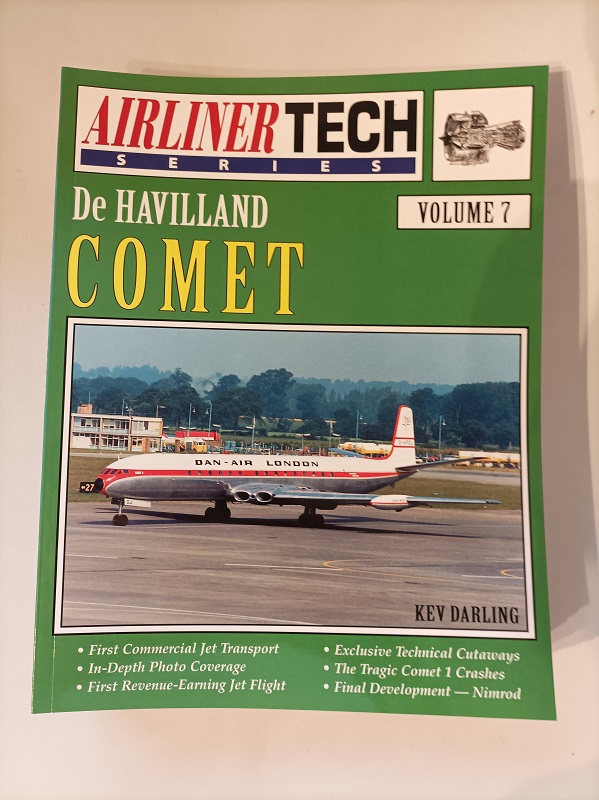 AIRLINER TECH
SERIES
De HAVILLAND
VOLUME 7
COMET
DAN-AIR LONDON
27
KEV DARLING
• First Commercial Jet Transport
• In-Depth Photo Coverage
• First Revenue-Earning Jet Flight
• Exclusive Technical Cutaways
• The Tragic Comet 1 Crashes
• Final Development — Nimrod